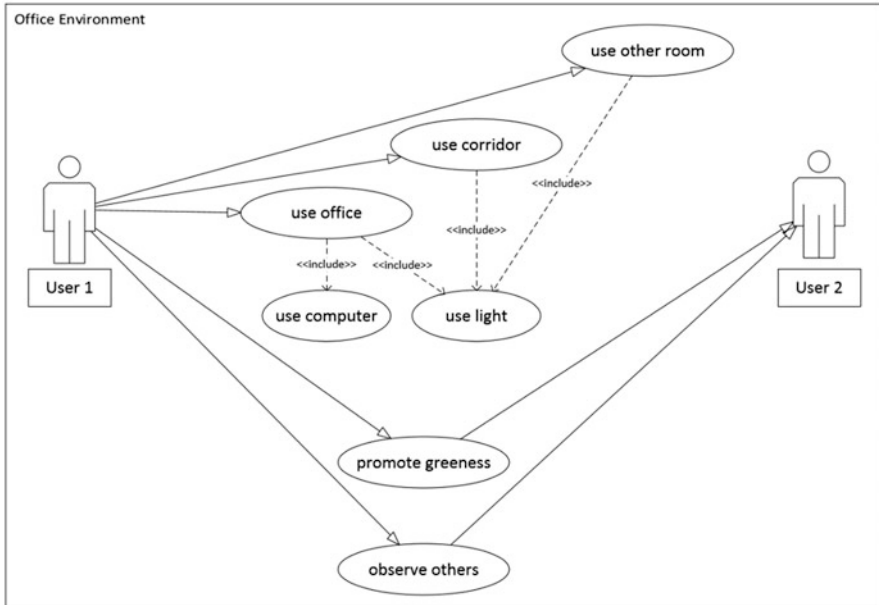 Office Environment
use other room
use corridor
<<include>>
<<include>>
use office
<<include>>
<<include>>
User 1
User 2
use computer
use light
promote greeness
observe others